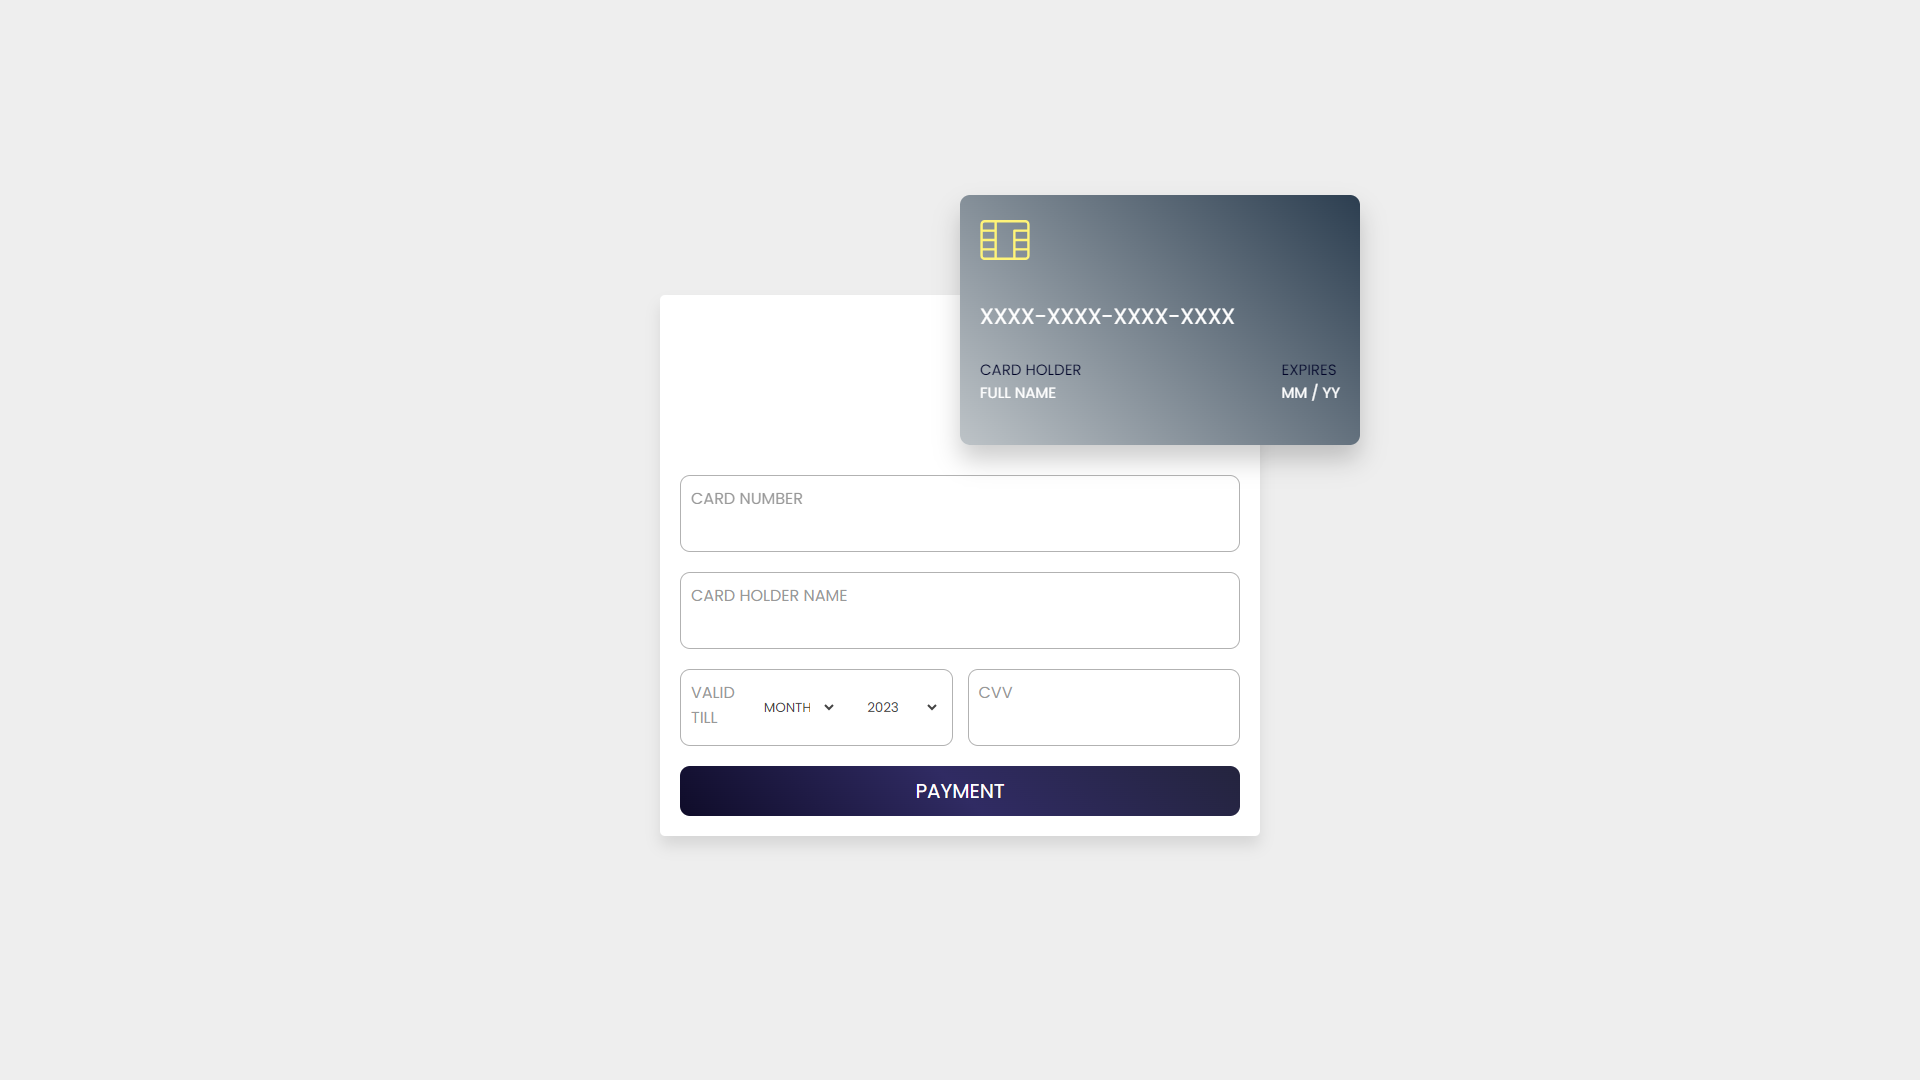 XXXX-XXXX-XXXX-XXXX
CARD HOLDER
FULL NAME
EXPIRES
MM / YY
CARD NUMBER
CARD HOLDER NAME
VALID
TILL
MONTH
2023
CVV
PAYMENT